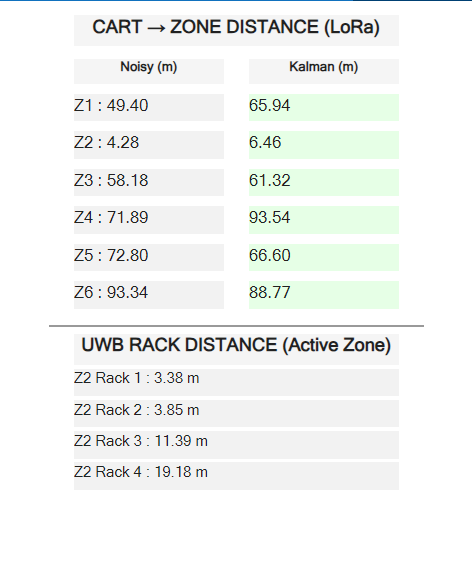 CART → ZONE DISTANCE (LoRa)
Noisy (m) Kalman (m)
Z1 : 49.40 65.94
Z2 : 4.28 6.46
Z3 : 58.18 61.32
Z4 : 71.89 93.54
Z5 : 72.80 66.60
Z6 : 93.34 88.77
UWB RACK DISTANCE (Active Zone)
Z2 Rack 1 : 3.38 m
Z2 Rack 2 : 3.85 m
Z2 Rack 3 : 11.39 m
Z2 Rack 4 : 19.18 m